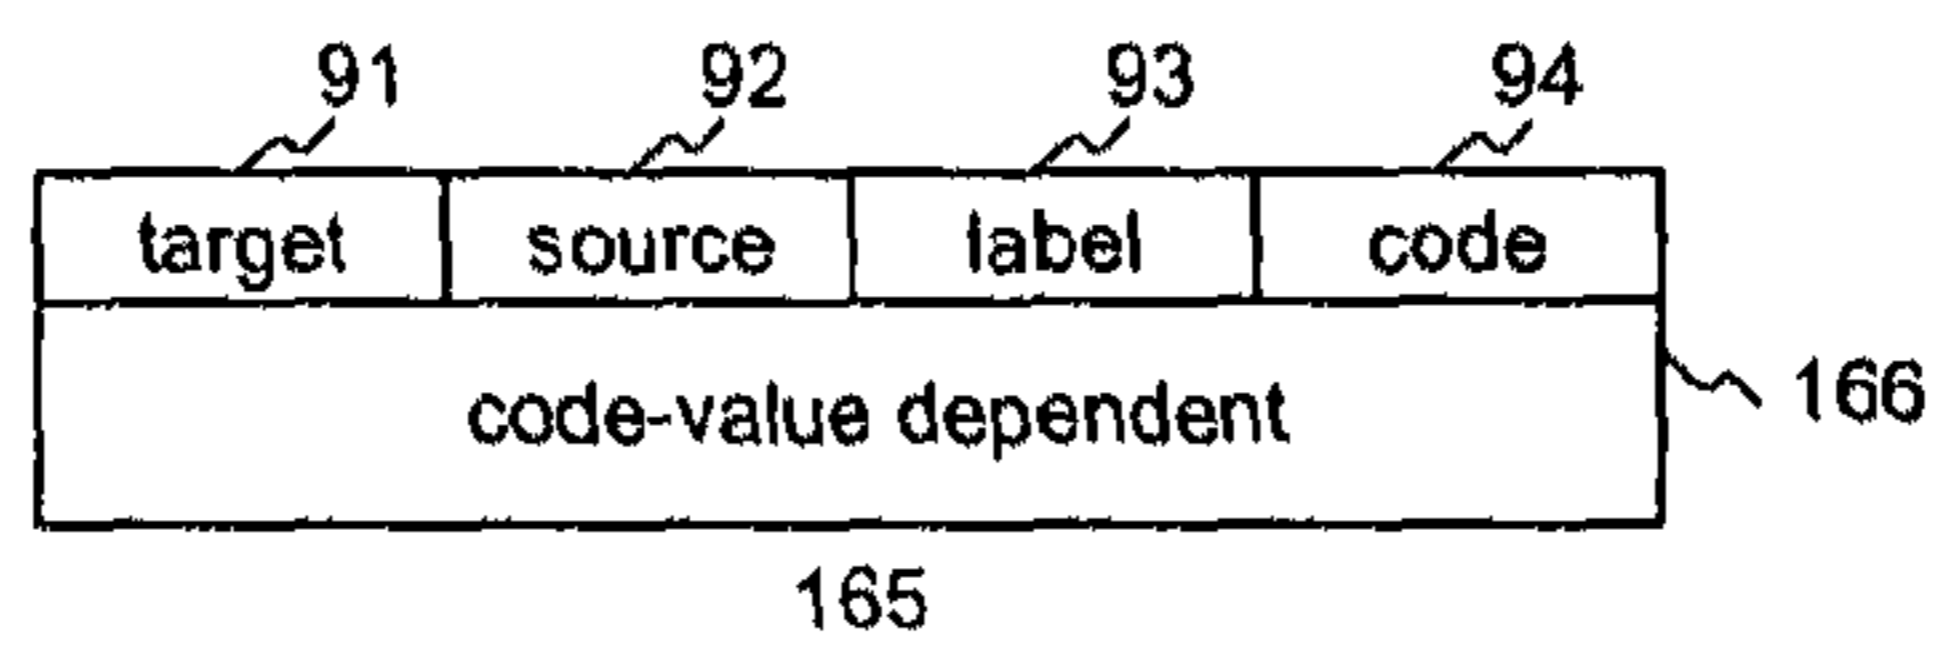 91 92 93 94
target source label code
code-value dependent
166
165